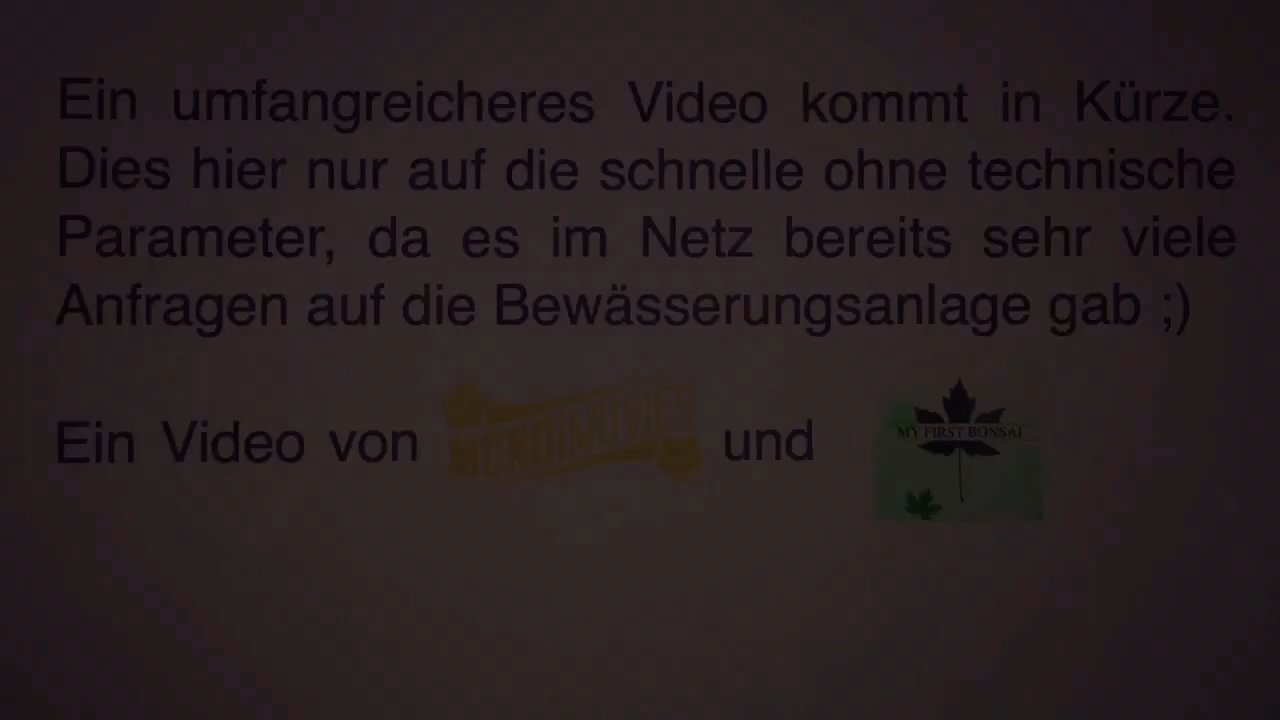 Ein umfangreicheres Video kommt in Kürze.
Dies hier nur auf die schnelle ohne technische
Parameter, da es im Netz bereits sehr viele
Anfragen auf die Bewässerungsanlage gab ;)
Ein Video von und
MY FIRST BONSAI